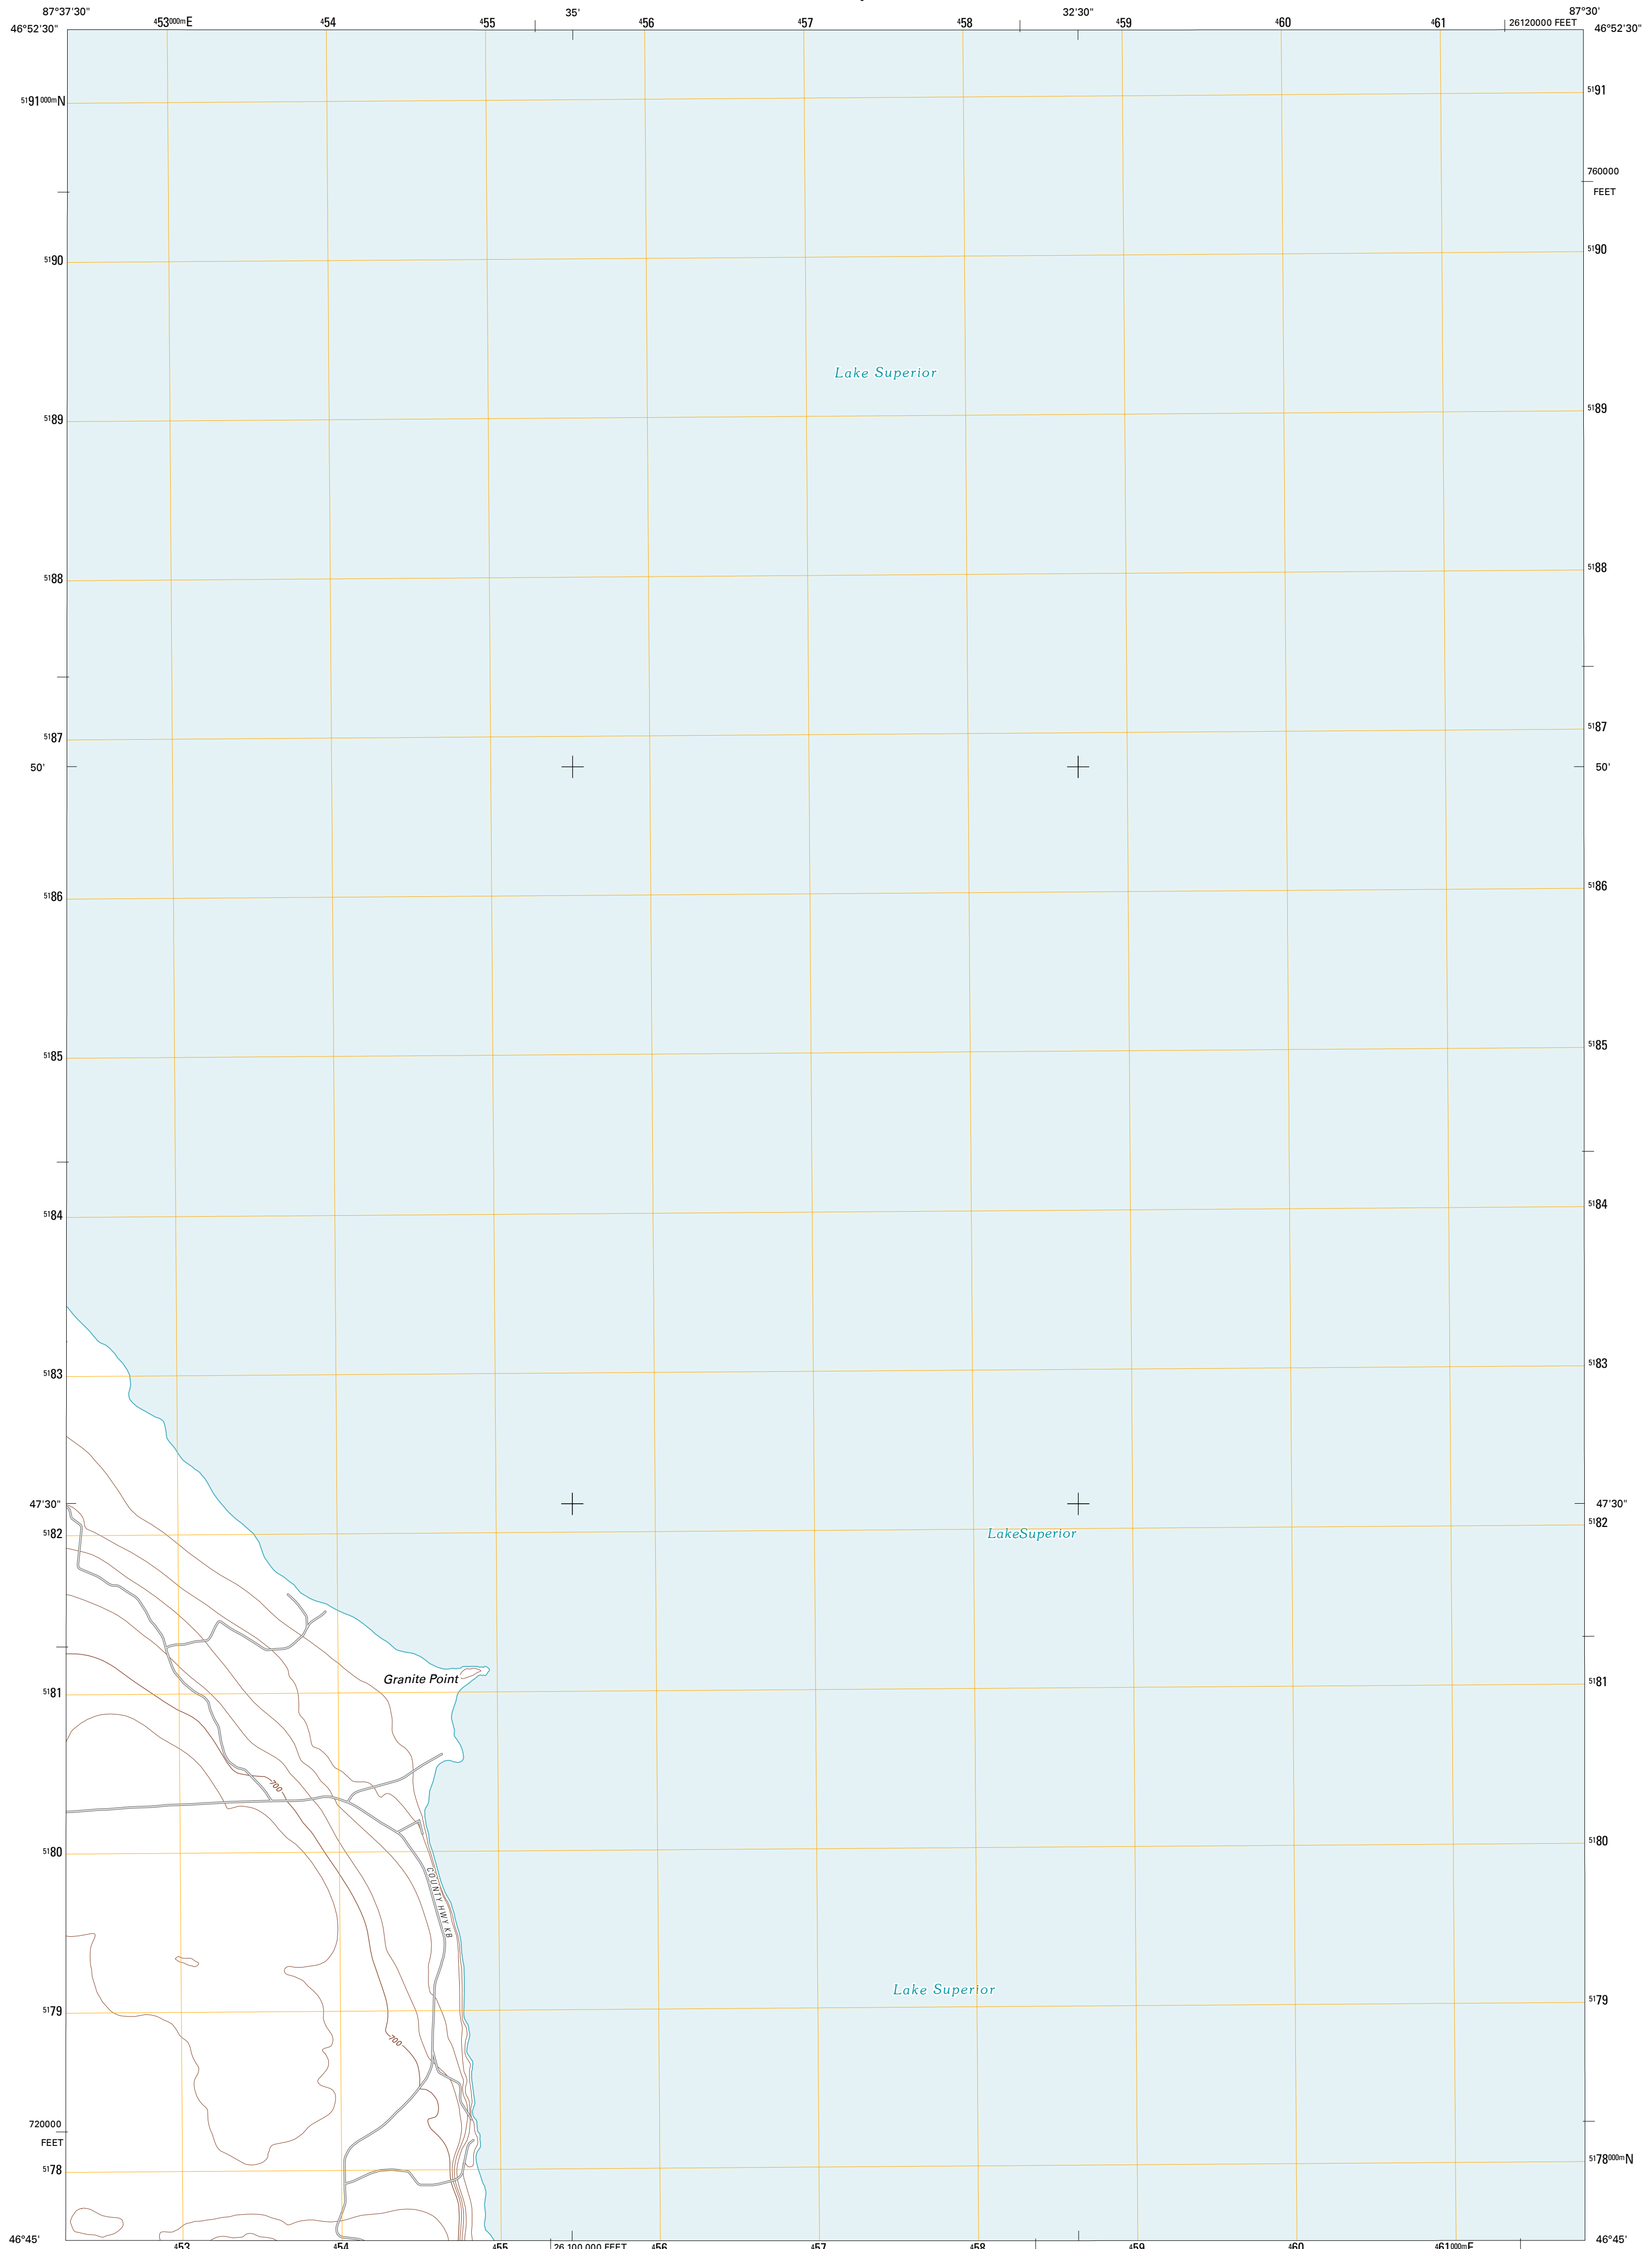 87°37'30" 453000mE 454 455 35' 456 457 458 32'30" 459 460 461 26120000 FEET 87°30'
46°52'30" 46°52'30"
5191000mN 5191
760000
FEET
5190 5190
Lake Superior
5189 5189
5188 5188
5187 5187
50' 50'
5186 5186
5185 5185
5184 5184
5183 5183
47'30" 47'30"
5182 5182
LakeSuperior
Granite Point
5181 5181
700
5180 5180
COUNTY HWY KB
Lake Superior
5179 5179
700
720000
FEET
5178 5178000mN
46°45' 46°45'
453 454 455 26 100 000 FEET 456 457 458 459 460 461000mE